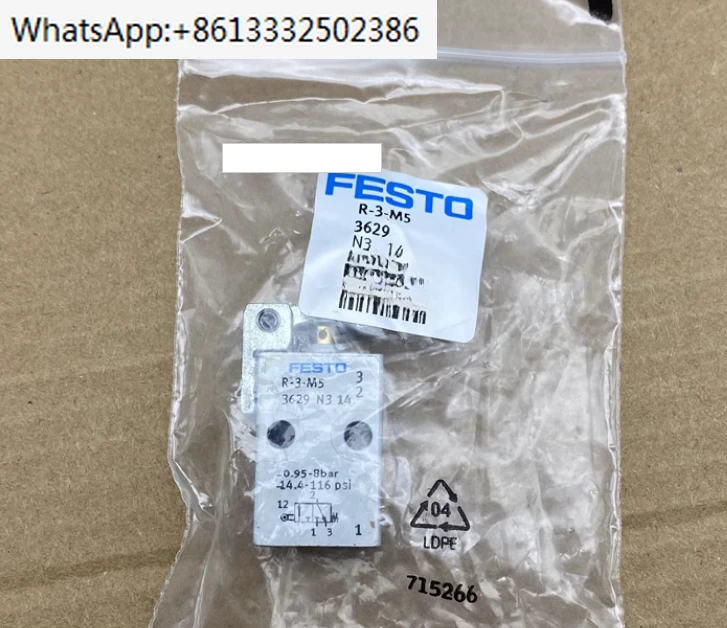 WhatsApp:+8613332502386
FESTO
R-3-M5
3629
N3 14
FESTO
R-3-M5
3629 N3 14
3
2
-0.95-8bar
-14.4-116 psi
2
12
1 3
1
04
LDPE
715266